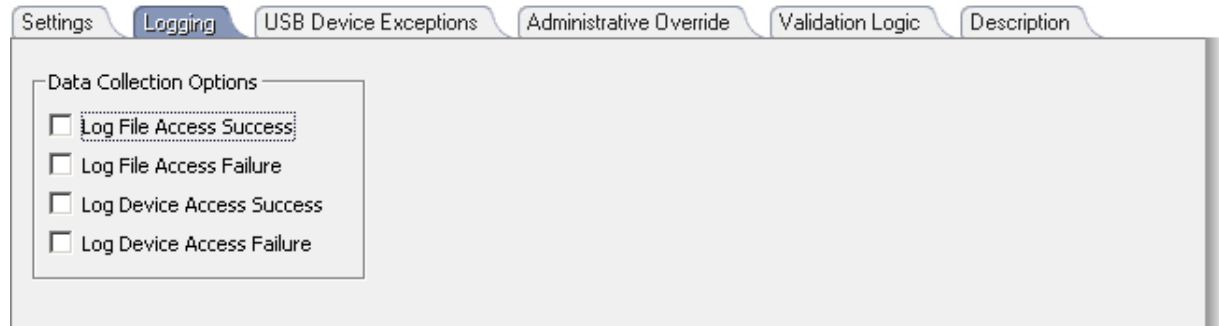 Settings Logging USB Device Exceptions Administrative Override Validation Logic Description
Data Collection Options
Log File Access Success
Log File Access Failure
Log Device Access Success
Log Device Access Failure